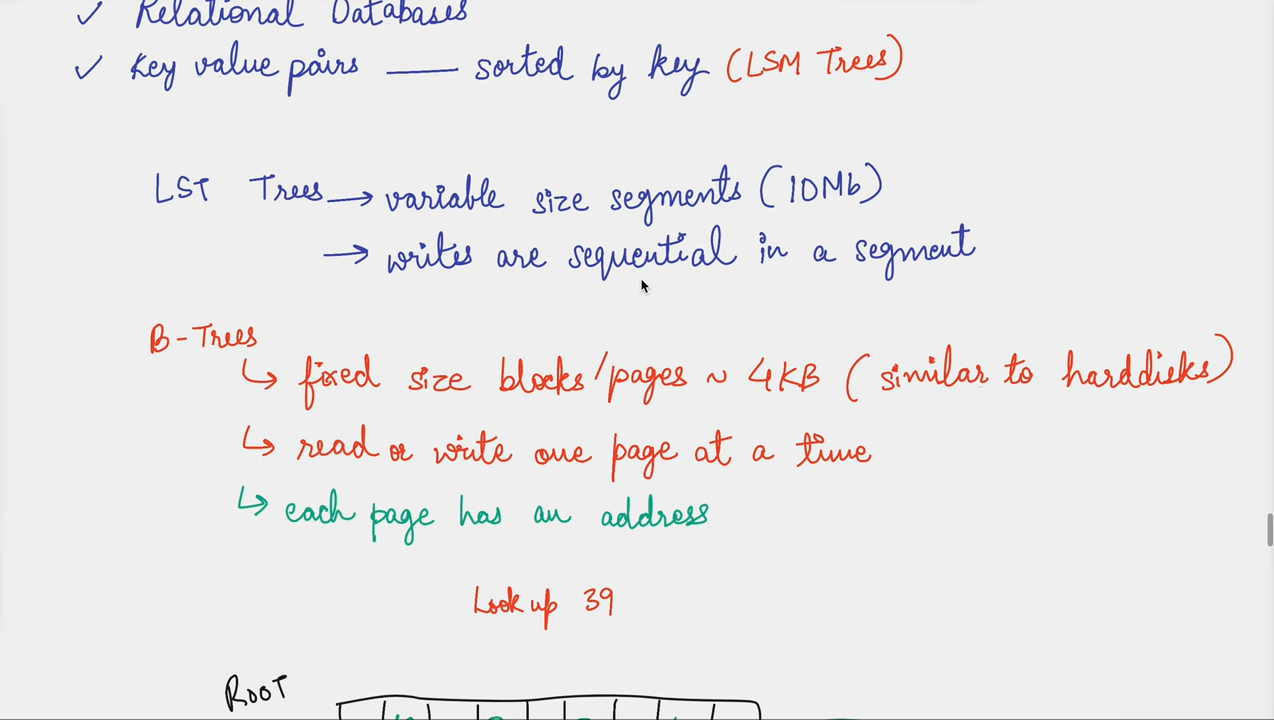 ✓ Relational Databases
✓ Key value pairs — sorted by key (LSM Trees)
LST Trees → variable size segments (10Mb)
→ writes are sequential in a segment
B-Trees
↳ fixed size blocks/pages ~ 4KB (similar to harddisks)
↳ read or write one page at a time
↳ each page has an address
Look up 39
ROOT